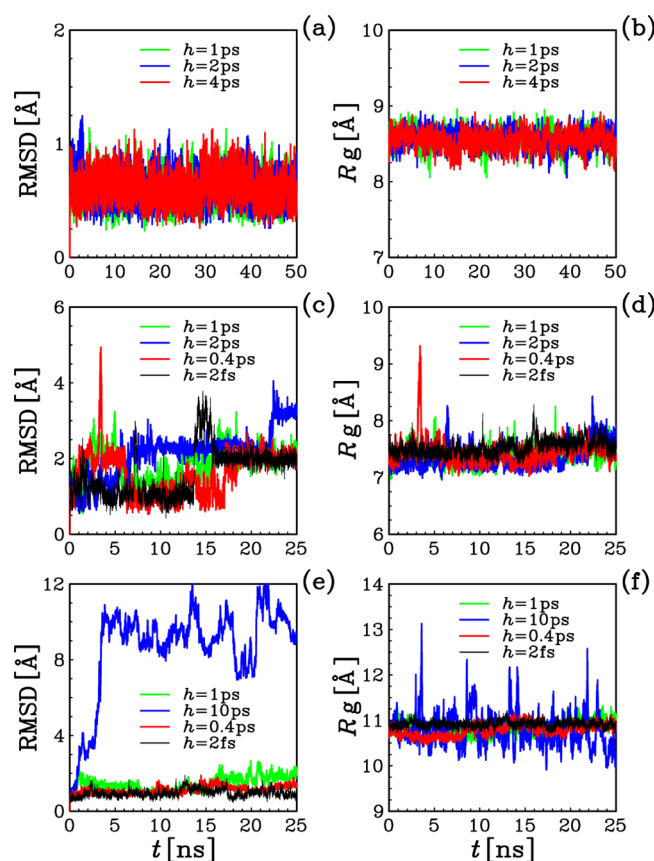 (a)
RMSD [Å]
2
1
0
h=1ps
h=2ps
h=4ps
0 10 20 30 40 50
(b)
Rg [Å]
10
9
8
7
h=1ps
h=2ps
h=4ps
0 10 20 30 40 50
(c)
RMSD [Å]
6
4
2
0
h=1ps
h=2ps
h=0.4ps
h=2fs
0 5 10 15 20 25
(d)
Rg [Å]
10
9
8
7
6
h=1ps
h=2ps
h=0.4ps
h=2fs
0 5 10 15 20 25
(e)
RMSD [Å]
12
8
4
0
h=1ps
h=10ps
h=0.4ps
h=2fs
0 5 10 15 20 25
t [ns]
(f)
Rg [Å]
14
13
12
11
10
9
h=1ps
h=10ps
h=0.4ps
h=2fs
0 5 10 15 20 25
t [ns]